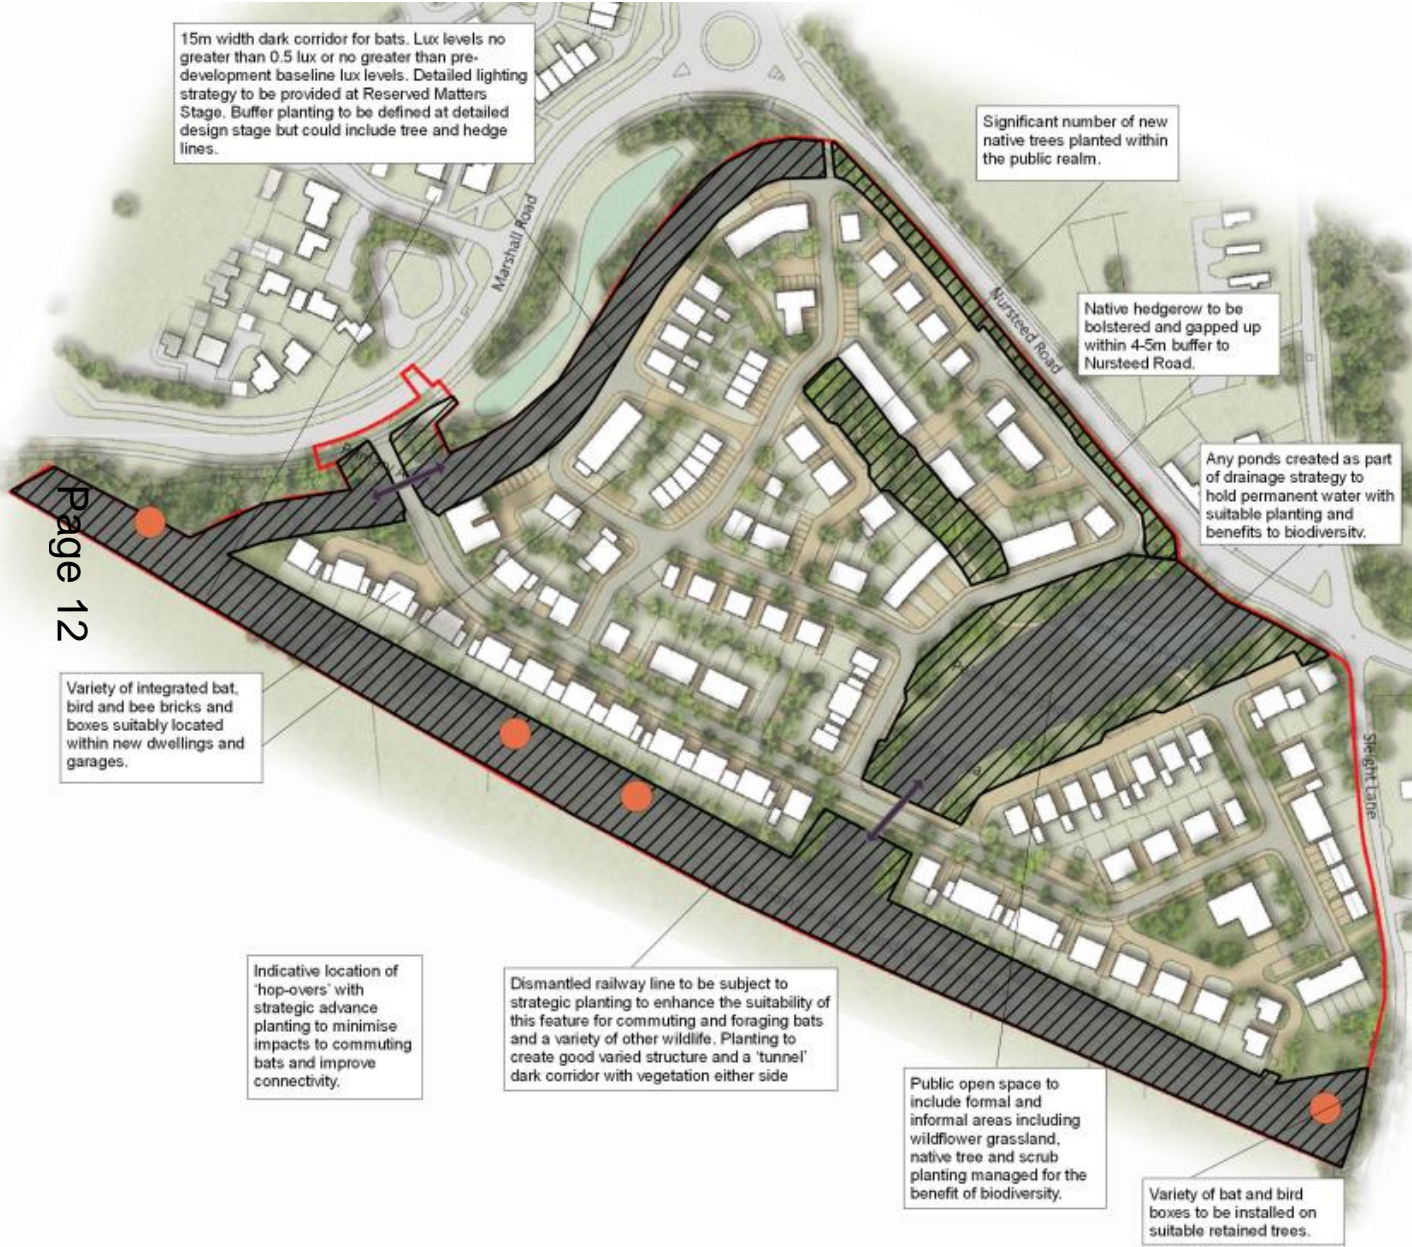 15m width dark corridor for bats. Lux levels no
greater than 0.5 lux or no greater than pre-
development baseline lux levels. Detailed lighting
strategy to be provided at Reserved Matters
Stage. Buffer planting to be defined at detailed
design stage but could include tree and hedge
lines.
Significant number of new
native trees planted within
the public realm.
Marshall Road
Nursteed Road
Native hedgerow to be
bolstered and gapped up
within 4-5m buffer to
Nursteed Road.
Any ponds created as part
of drainage strategy to
hold permanent water with
suitable planting and
benefits to biodiversity.
Page 12
Variety of integrated bat,
bird and bee bricks and
boxes suitably located
within new dwellings and
garages.
Sleight Lane
Indicative location of
‘hop-overs’ with
strategic advance
planting to minimise
impacts to commuting
bats and improve
connectivity.
Dismantled railway line to be subject to
strategic planting to enhance the suitability of
this feature for commuting and foraging bats
and a variety of other wildlife. Planting to
create good varied structure and a ‘tunnel’
dark corridor with vegetation either side
Public open space to
include formal and
informal areas including
wildflower grassland,
native tree and scrub
planting managed for the
benefit of biodiversity.
Variety of bat and bird
boxes to be installed on
suitable retained trees.